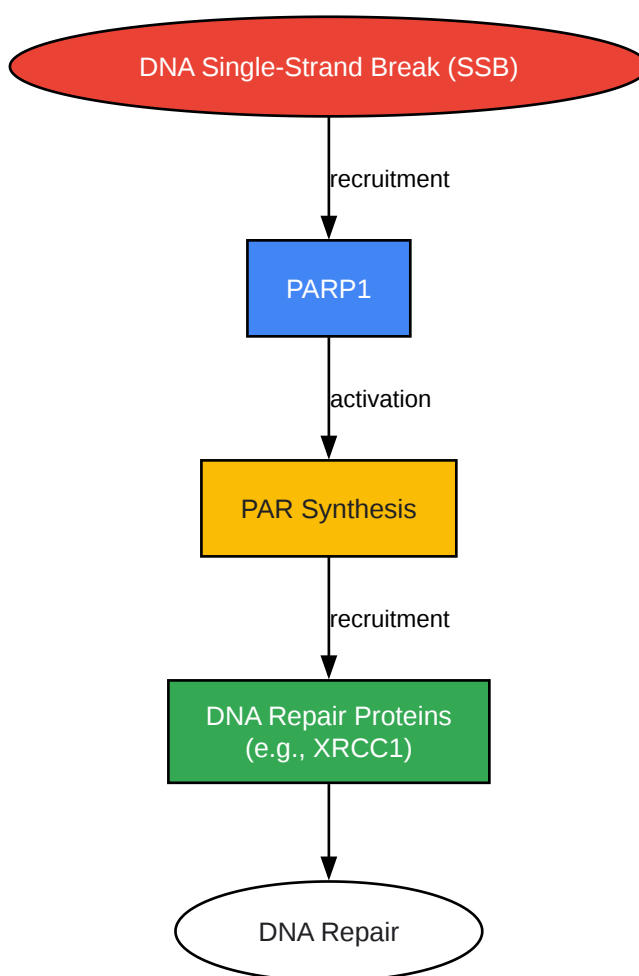 DNA Single-Strand Break (SSB)
recruitment
PARP1
activation
PAR Synthesis
recruitment
DNA Repair Proteins
(e.g., XRCC1)
DNA Repair